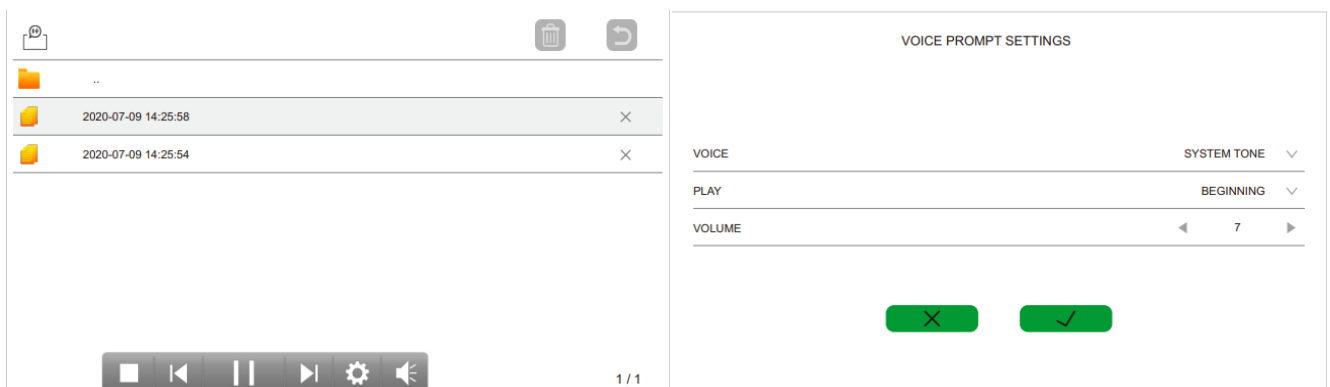 ..
2020-07-09 14:25:58
2020-07-09 14:25:54
1 / 1
VOICE PROMPT SETTINGS
VOICE SYSTEM TONE
PLAY BEGINNING
VOLUME 7